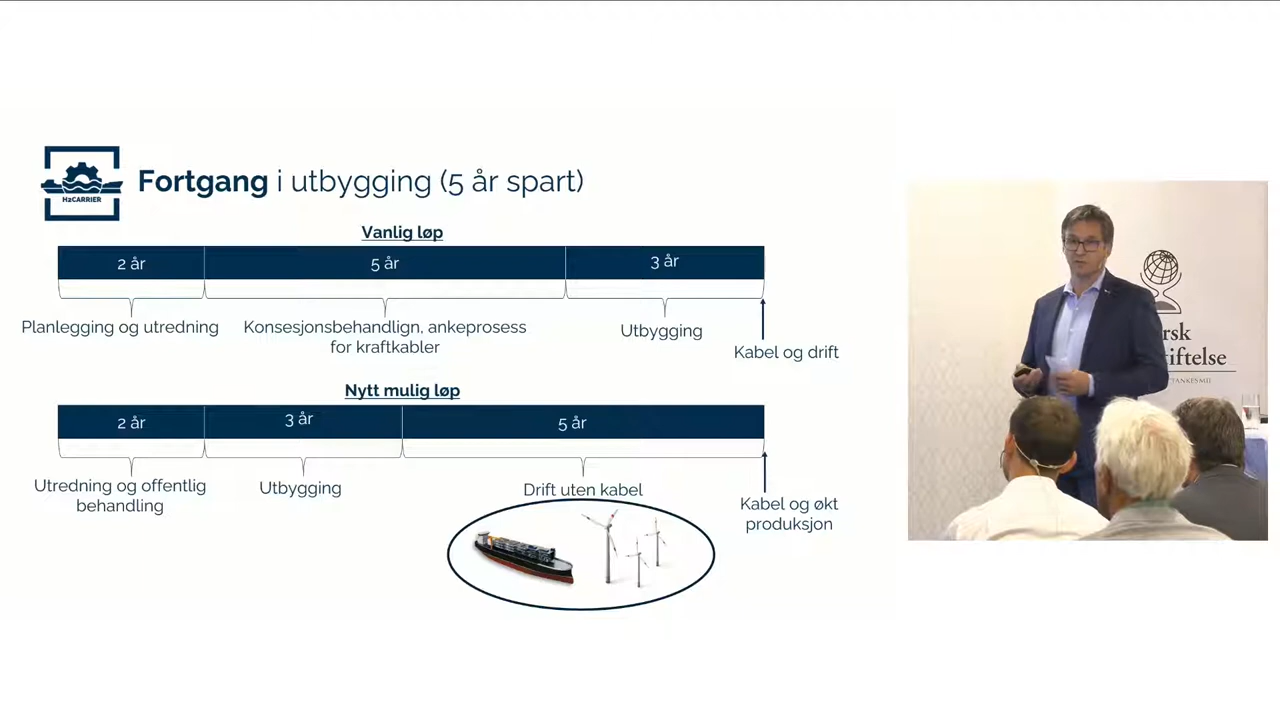 H2CARRIER
Fortgang i utbygging (5 år spart)
Vanlig løp
2 år
5 år
3 år
Planlegging og utredning
Konsesjonsbehandlign, ankeprosess
for kraftkabler
Utbygging
Kabel og drift
Nytt mulig løp
2 år
3 år
5 år
Utredning og offentlig
behandling
Utbygging
Drift uten kabel
Kabel og økt
produksjon
rsk
tiftelse